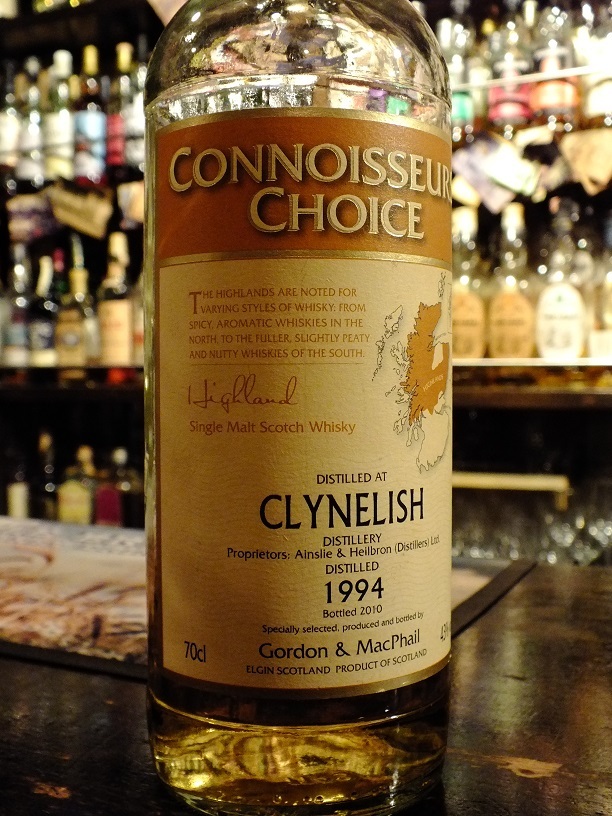 CONNOISSEUR
CHOICE
THE HIGHLANDS ARE NOTED FOR
VARYING STYLES OF WHISKY: FROM
SPICY, AROMATIC WHISKIES IN THE
NORTH, TO THE FULLER, SLIGHTLY PEATY
AND NUTTY WHISKIES OF THE SOUTH.
Highland
Single Malt Scotch Whisky
HIGHLANDS
DISTILLED AT
CLYNELISH
DISTILLERY
Proprietors: Ainslie & Heilbron (Distillers) Ltd.
DISTILLED
1994
Bottled 2010
Specially selected, produced and bottled by
70cl Gordon & MacPhail
ELGIN SCOTLAND PRODUCT OF SCOTLAND